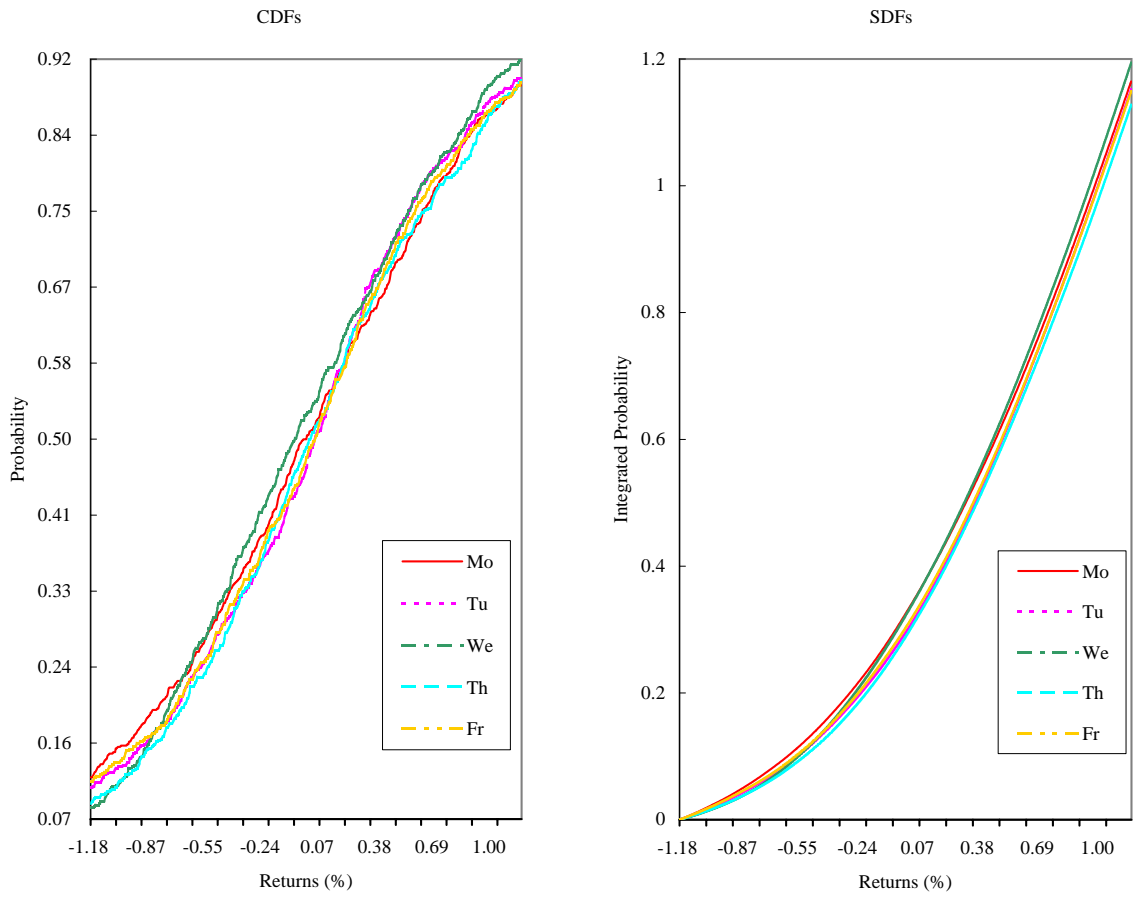 CDFs
0.92
0.84
0.75
0.67
0.58
0.50
0.41
0.33
0.24
0.16
0.07
Probability
-1.18 -0.87 -0.55 -0.24 0.07 0.38 0.69 1.00
Returns (%)
Mo
Tu
We
Th
Fr
SDFs
1.2
1
0.8
0.6
0.4
0.2
0
Integrated Probability
-1.18 -0.87 -0.55 -0.24 0.07 0.38 0.69 1.00
Returns (%)
Mo
Tu
We
Th
Fr